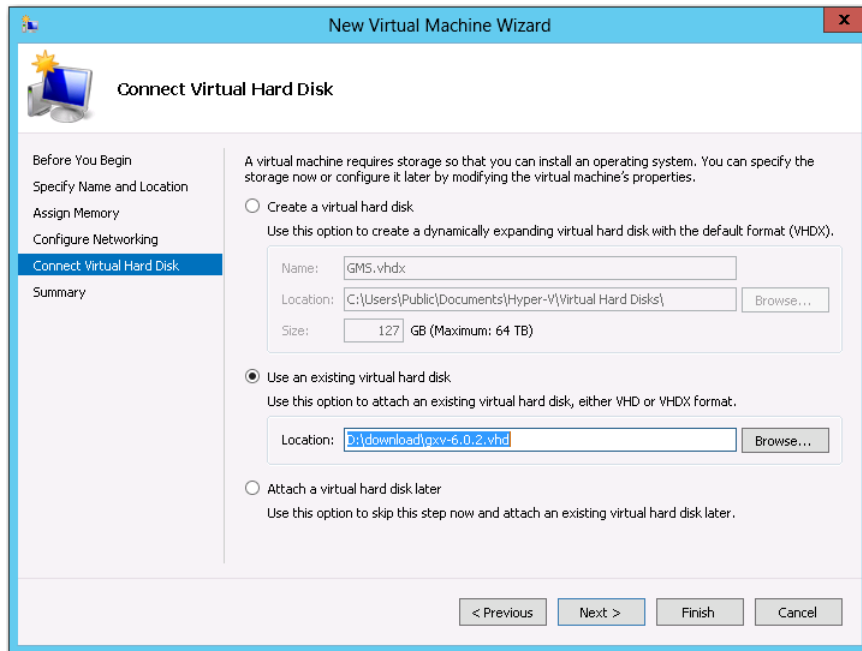 New Virtual Machine Wizard
x
Connect Virtual Hard Disk
Before You Begin
Specify Name and Location
Assign Memory
Configure Networking
Connect Virtual Hard Disk
Summary
A virtual machine requires storage so that you can install an operating system. You can specify the
storage now or configure it later by modifying the virtual machine's properties.
Create a virtual hard disk
Use this option to create a dynamically expanding virtual hard disk with the default format (VHDX).
Name: GMS.vhdx
Location: C:\Users\Public\Documents\Hyper-V\Virtual Hard Disks\ Browse...
Size: 127 GB (Maximum: 64 TB)
Use an existing virtual hard disk
Use this option to attach an existing virtual hard disk, either VHD or VHDX format.
Location: D:\download\gxv-6.0.2.vhd Browse...
Attach a virtual hard disk later
Use this option to skip this step now and attach an existing virtual hard disk later.
< Previous Next > Finish Cancel